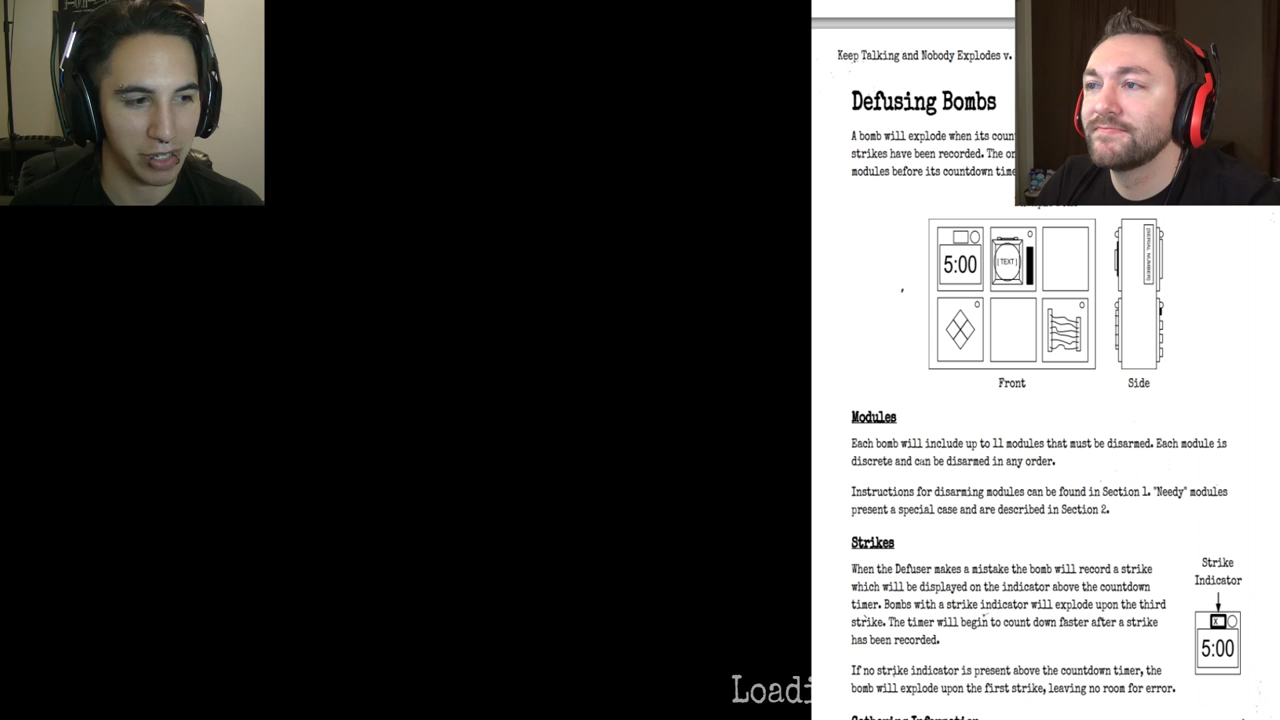 Keep Talking and Nobody Explodes v.
Defusing Bombs
A bomb will explode when its coun
strikes have been recorded. The on
modules before its countdown time
5:00
[TEXT]
Front
Side
Modules
Each bomb will include up to 11 modules that must be disarmed. Each module is
discrete and can be disarmed in any order.
Instructions for disarming modules can be found in Section 1. "Needy" modules
present a special case and are described in Section 2.
Strikes
When the Defuser makes a mistake the bomb will record a strike
which will be displayed on the indicator above the countdown
timer. Bombs with a strike indicator will explode upon the third
strike. The timer will begin to count down faster after a strike
has been recorded.
Strike
Indicator
X
5:00
If no strike indicator is present above the countdown timer, the
bomb will explode upon the first strike, leaving no room for error.
Loadi
Gathering Information